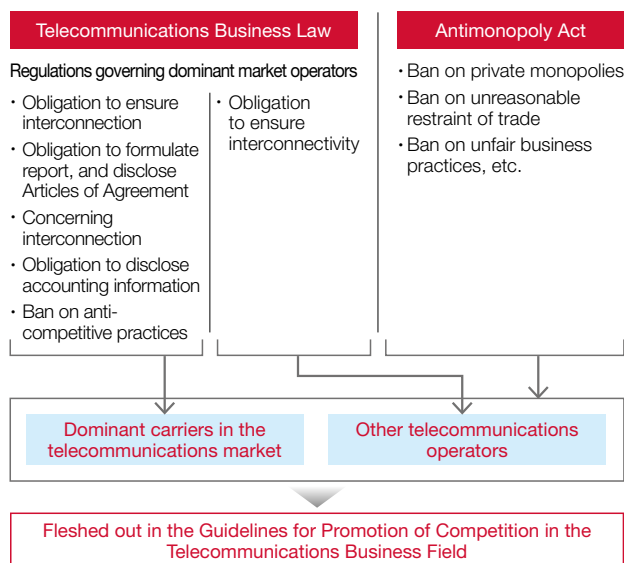 Telecommunications Business Law
Regulations governing dominant market operators
· Obligation to ensure
interconnection
· Obligation to formulate
report, and disclose
Articles of Agreement
· Concerning
interconnection
· Obligation to disclose
accounting information
· Ban on anti-
competitive practices
· Obligation
to ensure
interconnectivity
Antimonopoly Act
· Ban on private monopolies
· Ban on unreasonable
restraint of trade
· Ban on unfair business
practices, etc.
Dominant carriers in the
telecommunications market
Other telecommunications
operators
Fleshed out in the Guidelines for Promotion of Competition in the
Telecommunications Business Field